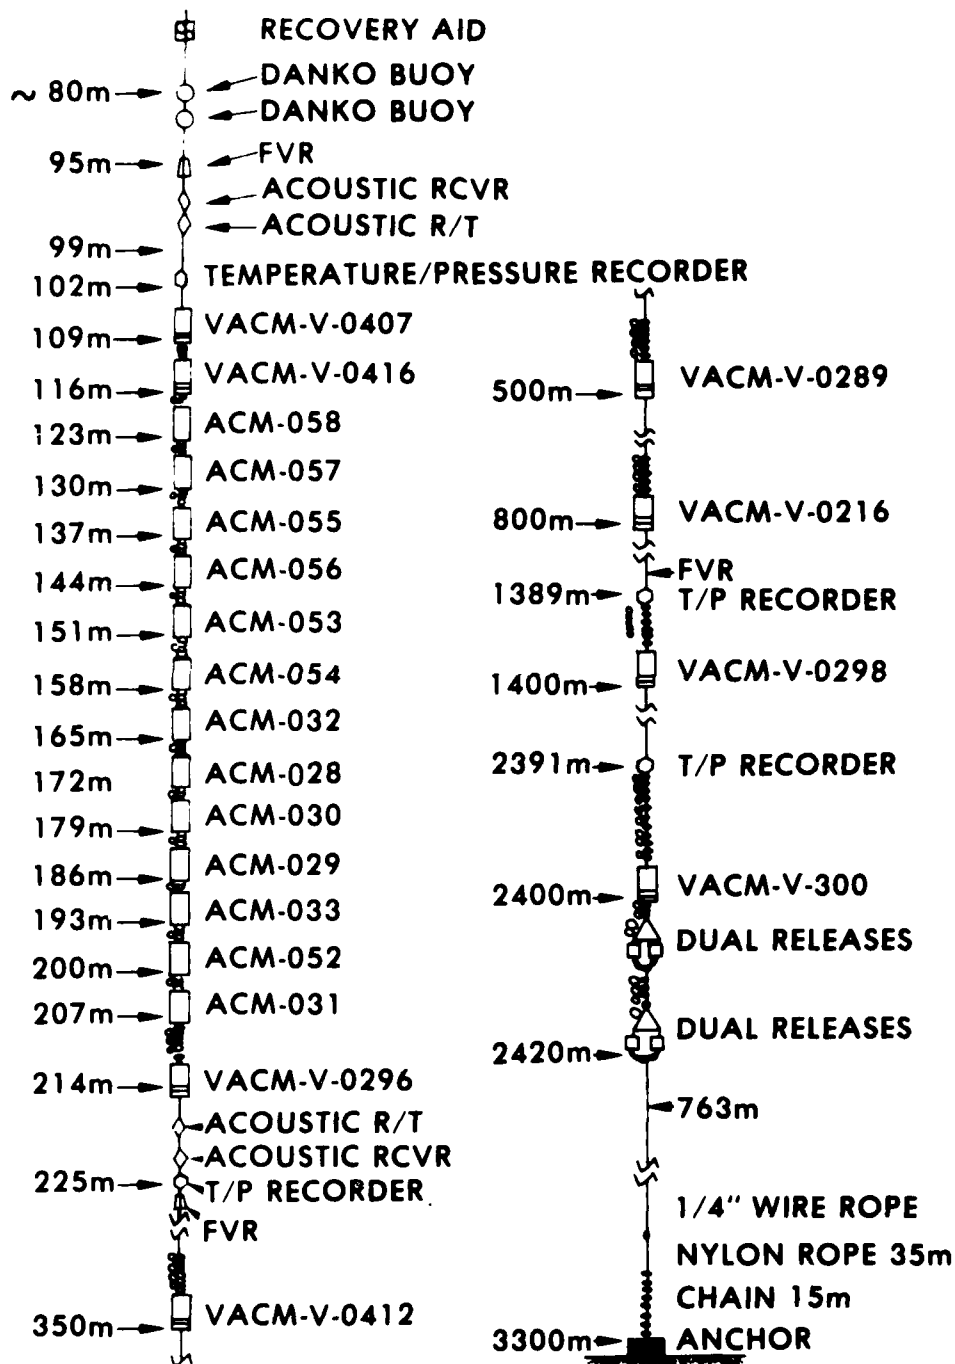 RECOVERY AID
DANKO BUOY
~ 80m
DANKO BUOY
95m
FVR
ACOUSTIC RCVR
ACOUSTIC R/T
99m
102m
TEMPERATURE/PRESSURE RECORDER
109m
VACM-V-0407
116m
VACM-V-0416
123m
ACM-058
130m
ACM-057
137m
ACM-055
144m
ACM-056
151m
ACM-053
158m
ACM-054
165m
ACM-032
172m
ACM-028
179m
ACM-030
186m
ACM-029
193m
ACM-033
200m
ACM-052
207m
ACM-031
214m
VACM-V-0296
ACOUSTIC R/T
ACOUSTIC RCVR
225m
T/P RECORDER
FVR
350m
VACM-V-0412
500m
VACM-V-0289
800m
VACM-V-0216
FVR
1389m
T/P RECORDER
1400m
VACM-V-0298
2391m
T/P RECORDER
2400m
VACM-V-300
DUAL RELEASES
DUAL RELEASES
2420m
763m
1/4" WIRE ROPE
NYLON ROPE 35m
CHAIN 15m
3300m
ANCHOR